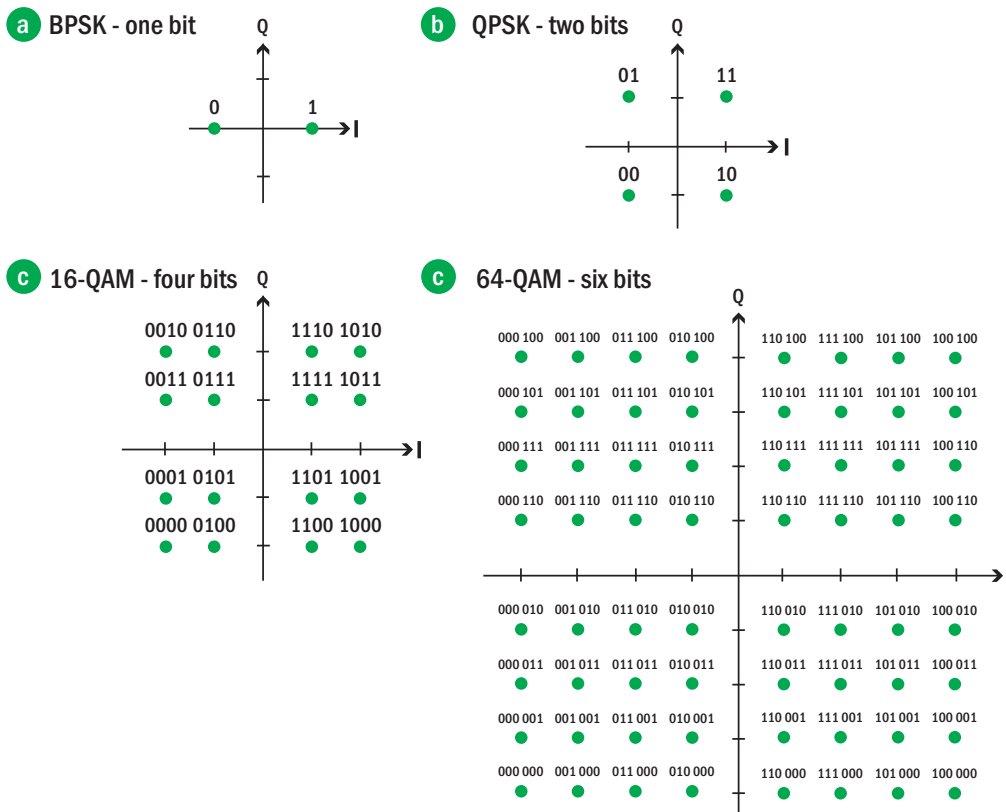 a BPSK - one bit
Q
0 1
I
b QPSK - two bits
Q
01 11
I
00 10
c 16-QAM - four bits
Q
0010 0110 1110 1010
0011 0111 1111 1011
I
0001 0101 1101 1001
0000 0100 1100 1000
c 64-QAM - six bits
Q
000 100 001 100 011 100 010 100 110 100 111 100 101 100 100 100
000 101 001 101 011 101 010 101 110 101 111 101 101 101 100 101
000 111 001 111 011 111 010 111 110 111 111 111 101 111 100 110
000 110 001 110 011 110 010 110 110 110 111 110 101 110 100 110
000 010 001 010 011 010 010 010 110 010 111 010 101 010 100 010
000 011 001 011 011 011 010 011 110 011 111 011 101 011 100 011
000 001 001 001 011 001 010 001 110 001 111 001 101 001 100 001
000 000 001 000 011 000 010 000 110 000 111 000 101 000 100 000